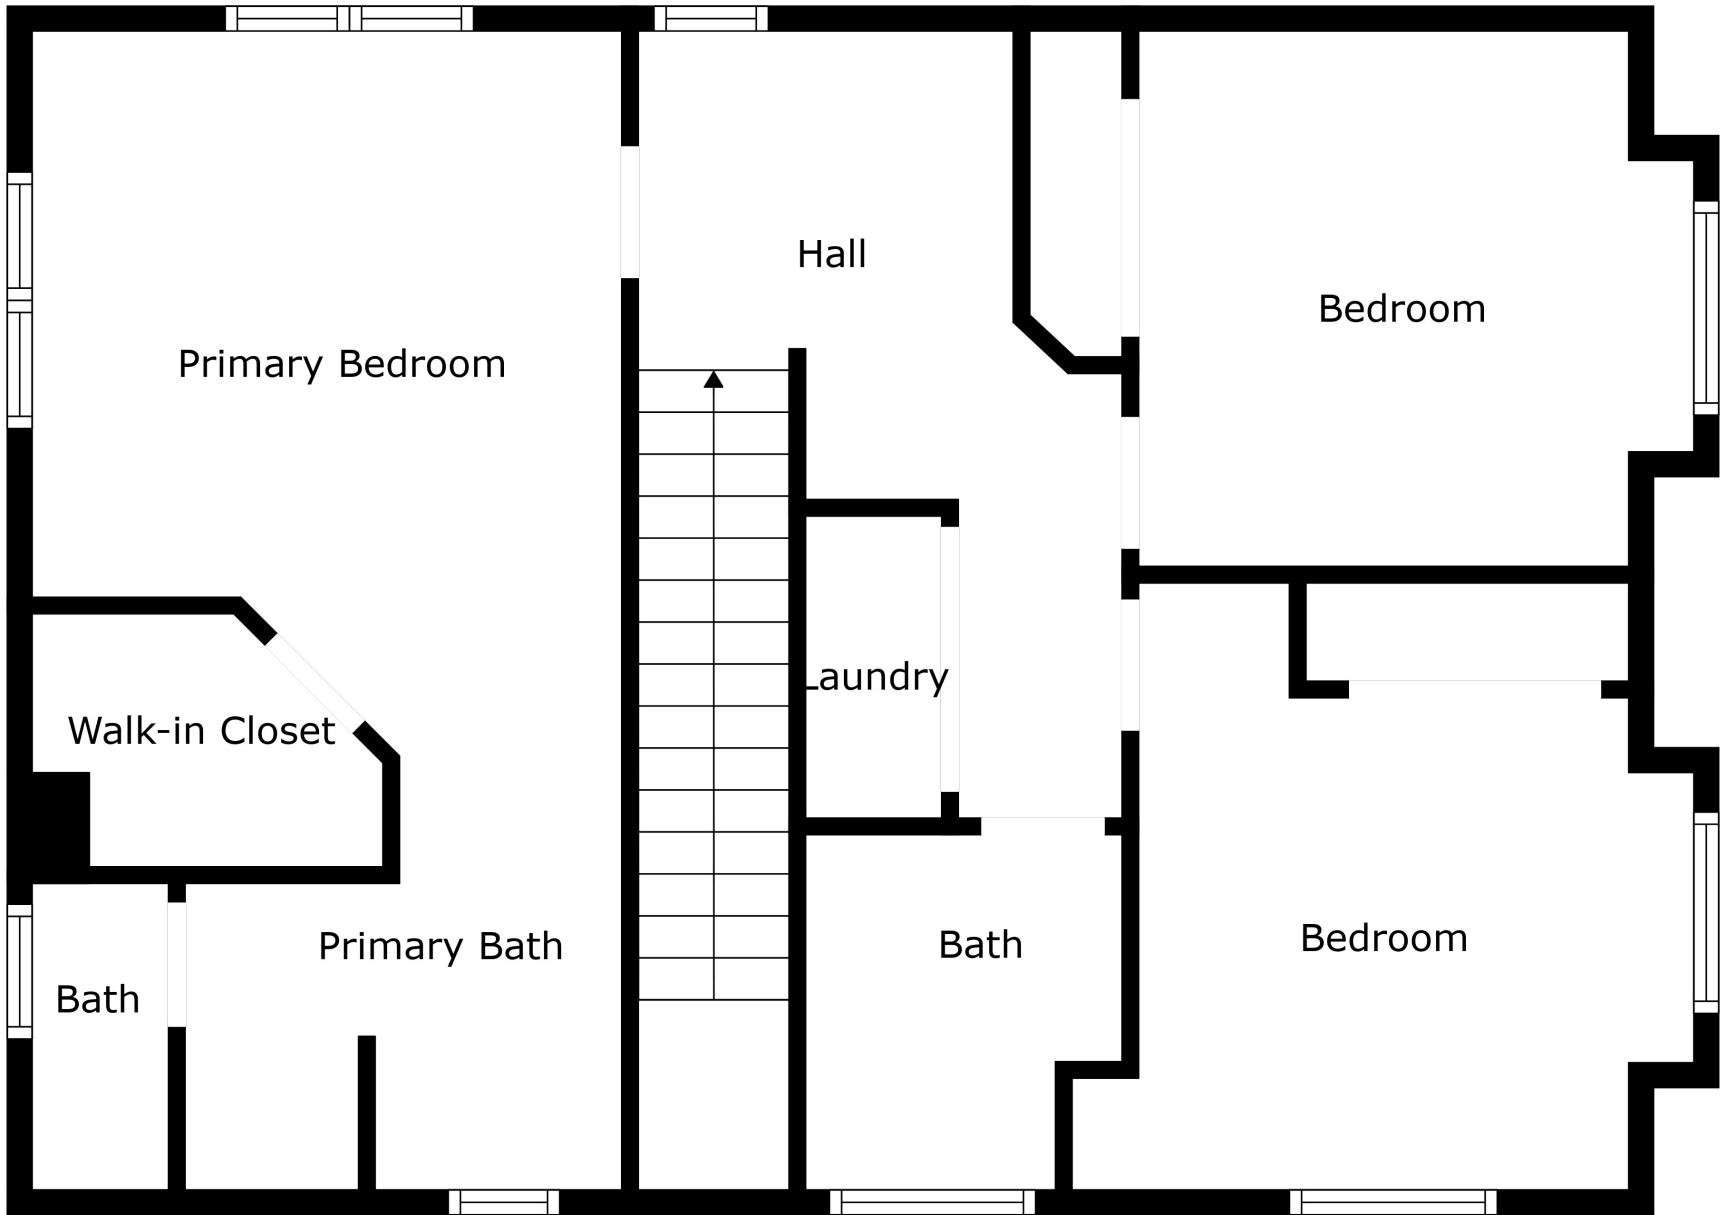 Hall
Bedroom
Primary Bedroom
Laundry
Walk-in Closet
Bedroom
Bath
Primary Bath
Bath